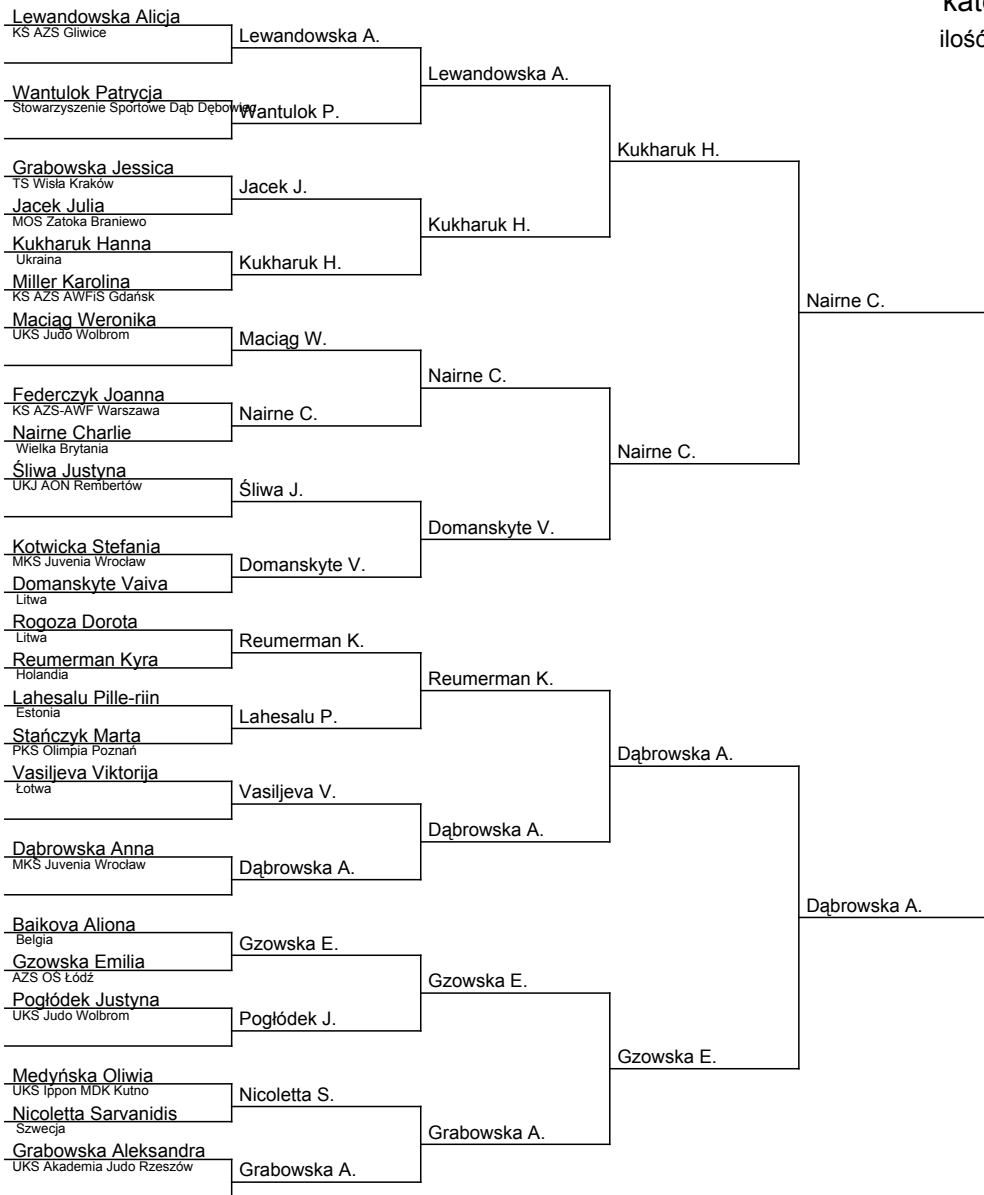 kate
ilość
Lewandowska Alicja
KS AZS Gliwice
Wantulok Patrycja
Stowarzyszenie Sportowe Dąb Dębowiec
Grabowska Jessica
TS Wisła Kraków
Jacek Julia
MOS Zatoka Braniewo
Kukharuk Hanna
Ukraina
Miller Karolina
KS AZS AWFiS Gdańsk
Maciąg Weronika
UKS Judo Wolbrom
Federczyk Joanna
KS AZS-AWF Warszawa
Nairne Charlie
Wielka Brytania
Śliwa Justyna
UKJ AON Rembertów
Kotwicka Stefania
MKS Juvenia Wrocław
Domanskyte Vaiva
Litwa
Rogoza Dorota
Litwa
Reumerman Kyra
Holandia
Lahesalu Pille-riin
Estonia
Stańczyk Marta
PKS Olimpia Poznań
Vasiljeva Viktorija
Łotwa
Dąbrowska Anna
MKS Juvenia Wrocław
Baikova Aliona
Belgia
Gzowska Emilia
AZS OŚ Łódź
Pogłódek Justyna
UKS Judo Wolbrom
Medyńska Oliwia
UKS Ippon MDK Kutno
Nicoletta Sarvanidis
Szwecja
Grabowska Aleksandra
UKS Akademia Judo Rzeszów
Lewandowska A.
Wantulok P.
Jacek J.
Kukharuk H.
Maciąg W.
Nairne C.
Śliwa J.
Domanskyte V.
Reumerman K.
Lahesalu P.
Vasiljeva V.
Dąbrowska A.
Gzowska E.
Pogłódek J.
Nicoletta S.
Grabowska A.
Lewandowska A.
Kukharuk H.
Nairne C.
Domanskyte V.
Reumerman K.
Dąbrowska A.
Gzowska E.
Grabowska A.
Kukharuk H.
Nairne C.
Dąbrowska A.
Gzowska E.
Nairne C.
Dąbrowska A.